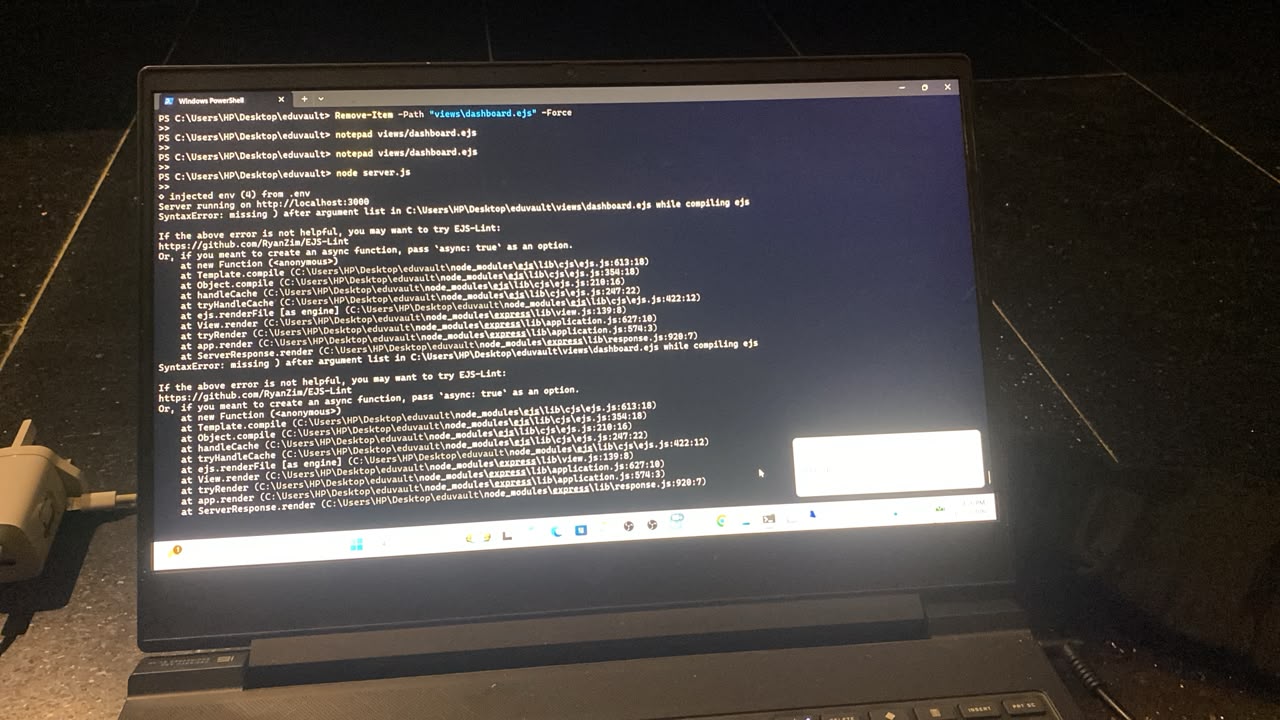 Windows PowerShell
PS C:\Users\HP\Desktop\eduvault> Remove-Item -Path "views\dashboard.ejs" -Force
>>
PS C:\Users\HP\Desktop\eduvault> notepad views/dashboard.ejs
>>
PS C:\Users\HP\Desktop\eduvault> notepad views/dashboard.ejs
>>
PS C:\Users\HP\Desktop\eduvault> node server.js
>>
◇ injected env (4) from .env
Server running on http://localhost:3000
SyntaxError: missing ) after argument list in C:\Users\HP\Desktop\eduvault\views\dashboard.ejs while compiling ejs
If the above error is not helpful, you may want to try EJS-Lint:
https://github.com/RyanZim/EJS-Lint
Or, if you meant to create an async function, pass `async: true` as an option.
at new Function (<anonymous>)
at Template.compile (C:\Users\HP\Desktop\eduvault\node_modules\ejs\lib\cjs\ejs.js:613:18)
at Object.compile (C:\Users\HP\Desktop\eduvault\node_modules\ejs\lib\cjs\ejs.js:354:18)
at handleCache (C:\Users\HP\Desktop\eduvault\node_modules\ejs\lib\cjs\ejs.js:210:16)
at tryHandleCache (C:\Users\HP\Desktop\eduvault\node_modules\ejs\lib\cjs\ejs.js:247:22)
at ejs.renderFile [as engine] (C:\Users\HP\Desktop\eduvault\node_modules\ejs\lib\cjs\ejs.js:422:12)
at View.render (C:\Users\HP\Desktop\eduvault\node_modules\express\lib\view.js:139:8)
at tryRender (C:\Users\HP\Desktop\eduvault\node_modules\express\lib\application.js:627:10)
at app.render (C:\Users\HP\Desktop\eduvault\node_modules\express\lib\application.js:574:3)
at ServerResponse.render (C:\Users\HP\Desktop\eduvault\node_modules\express\lib\response.js:920:7)
SyntaxError: missing ) after argument list in C:\Users\HP\Desktop\eduvault\views\dashboard.ejs while compiling ejs
If the above error is not helpful, you may want to try EJS-Lint:
https://github.com/RyanZim/EJS-Lint
Or, if you meant to create an async function, pass `async: true` as an option.
at new Function (<anonymous>)
at Template.compile (C:\Users\HP\Desktop\eduvault\node_modules\ejs\lib\cjs\ejs.js:613:18)
at Object.compile (C:\Users\HP\Desktop\eduvault\node_modules\ejs\lib\cjs\ejs.js:354:18)
at handleCache (C:\Users\HP\Desktop\eduvault\node_modules\ejs\lib\cjs\ejs.js:210:16)
at tryHandleCache (C:\Users\HP\Desktop\eduvault\node_modules\ejs\lib\cjs\ejs.js:247:22)
at ejs.renderFile [as engine] (C:\Users\HP\Desktop\eduvault\node_modules\ejs\lib\cjs\ejs.js:422:12)
at View.render (C:\Users\HP\Desktop\eduvault\node_modules\express\lib\view.js:139:8)
at tryRender (C:\Users\HP\Desktop\eduvault\node_modules\express\lib\application.js:627:10)
at app.render (C:\Users\HP\Desktop\eduvault\node_modules\express\lib\application.js:574:3)
at ServerResponse.render (C:\Users\HP\Desktop\eduvault\node_modules\express\lib\response.js:920:7)
DELETE INSERT PRT SC